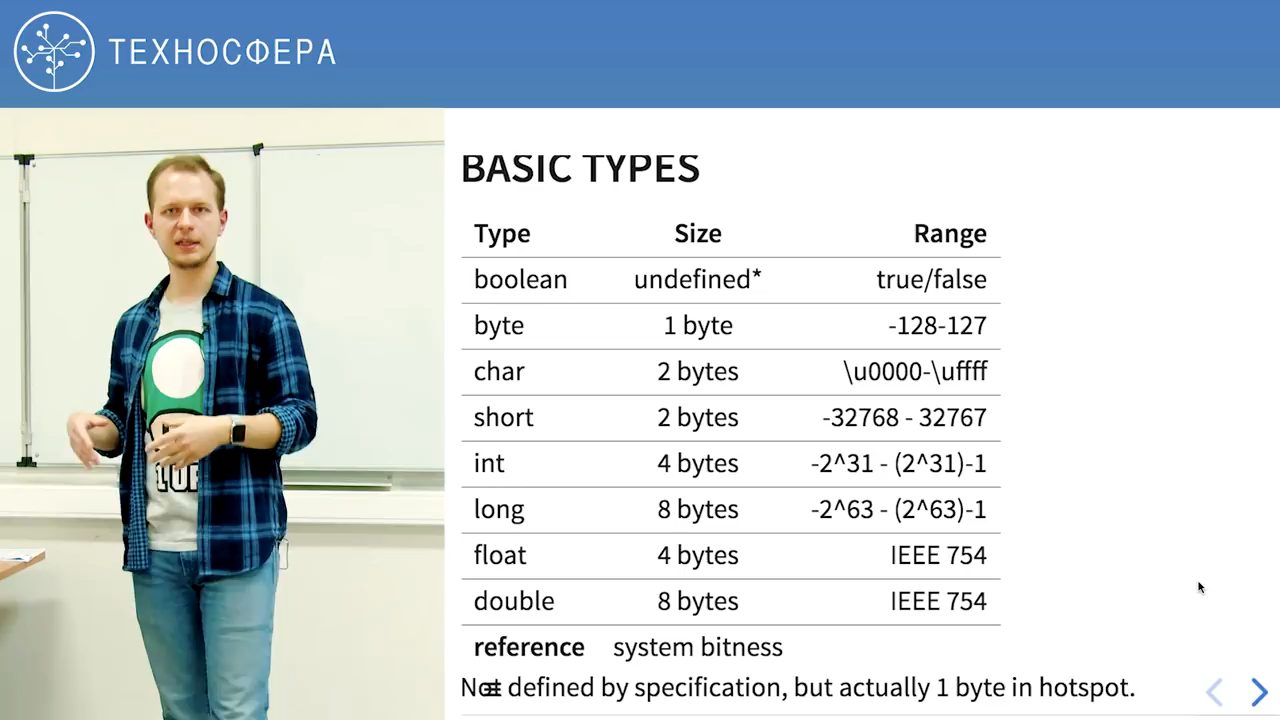 ТЕХНОСФЕРА
BASIC TYPES
Type Size Range
boolean undefined* true/false
byte 1 byte -128-127
char 2 bytes \u0000-\uffff
short 2 bytes -32768 - 32767
int 4 bytes -2^31 - (2^31)-1
long 8 bytes -2^63 - (2^63)-1
float 4 bytes IEEE 754
double 8 bytes IEEE 754
reference system bitness
Not defined by specification, but actually 1 byte in hotspot.